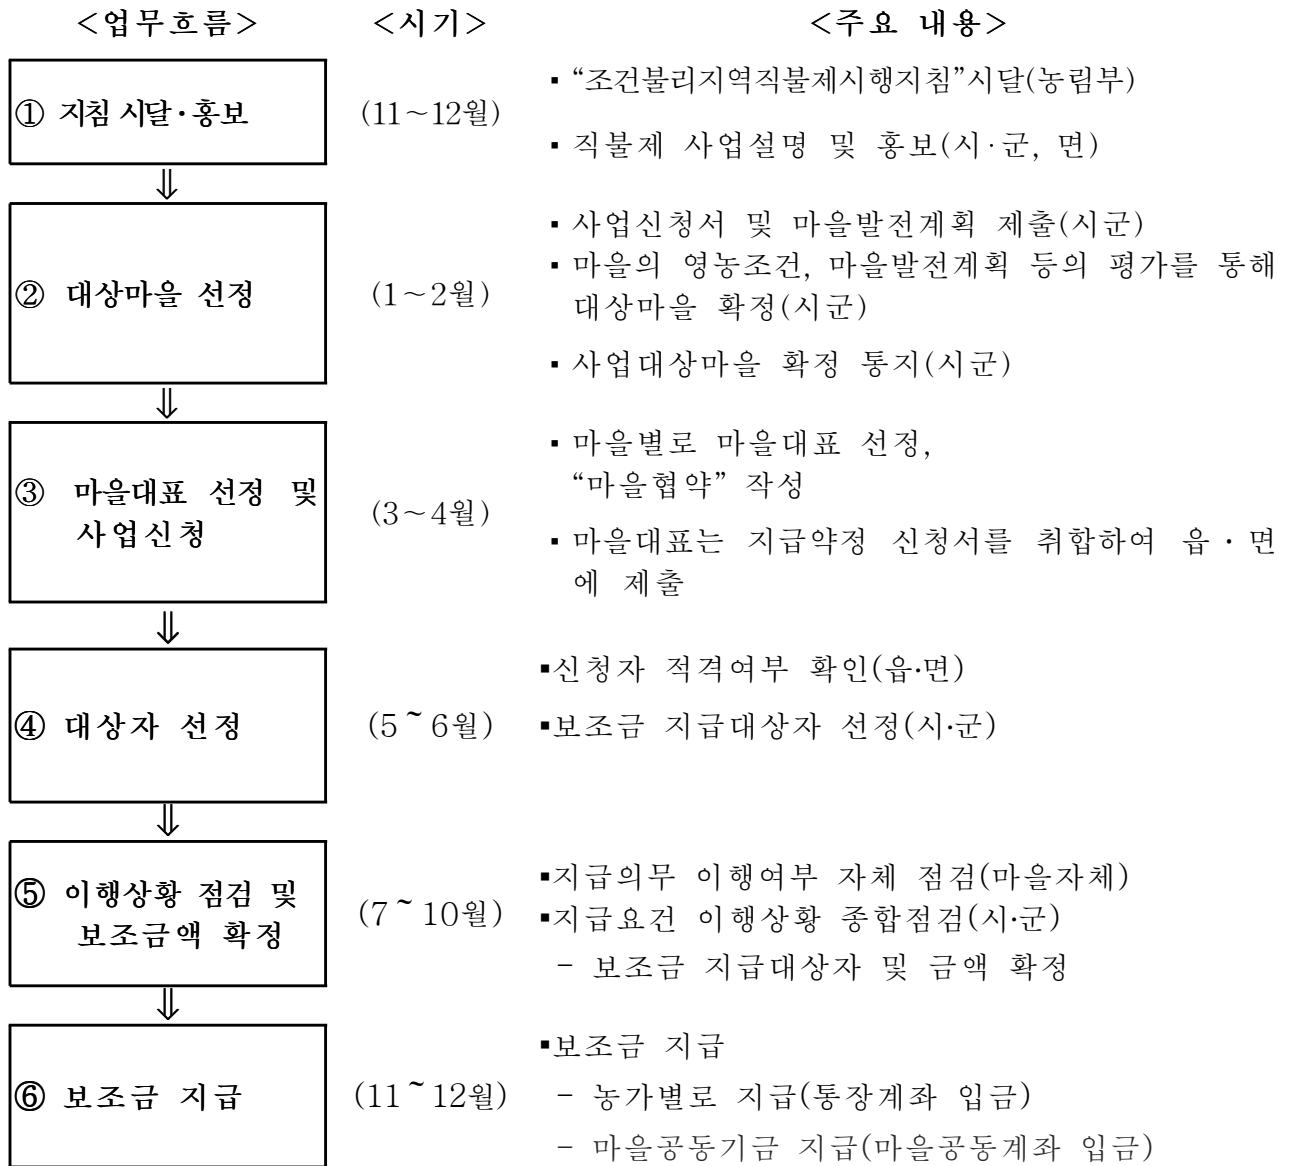 <업무흐름> <시기> <주요 내용>
① 지침 시달·홍보
(11~12월)
▪ “조건불리지역직불제시행지침”시달(농림부)
▪ 직불제 사업설명 및 홍보(시·군, 면)
⇓
② 대상마을 선정
(1~2월)
▪ 사업신청서 및 마을발전계획 제출(시군)
▪ 마을의 영농조건, 마을발전계획 등의 평가를 통해
대상마을 확정(시군)
▪ 사업대상마을 확정 통지(시군)
⇓
③ 마을대표 선정 및
사업신청
(3~4월)
▪ 마을별로 마을대표 선정,
“마을협약” 작성
▪ 마을대표는 지급약정 신청서를 취합하여 읍·면
에 제출
⇓
④ 대상자 선정
(5~6월)
▪신청자 적격여부 확인(읍·면)
▪보조금 지급대상자 선정(시·군)
⇓
⑤ 이행상황 점검 및
보조금액 확정
(7~10월)
▪지급의무 이행여부 자체 점검(마을자체)
▪지급요건 이행상황 종합점검(시·군)
- 보조금 지급대상자 및 금액 확정
⇓
⑥ 보조금 지급
(11~12월)
▪보조금 지급
- 농가별로 지급(통장계좌 입금)
- 마을공동기금 지급(마을공동계좌 입금)